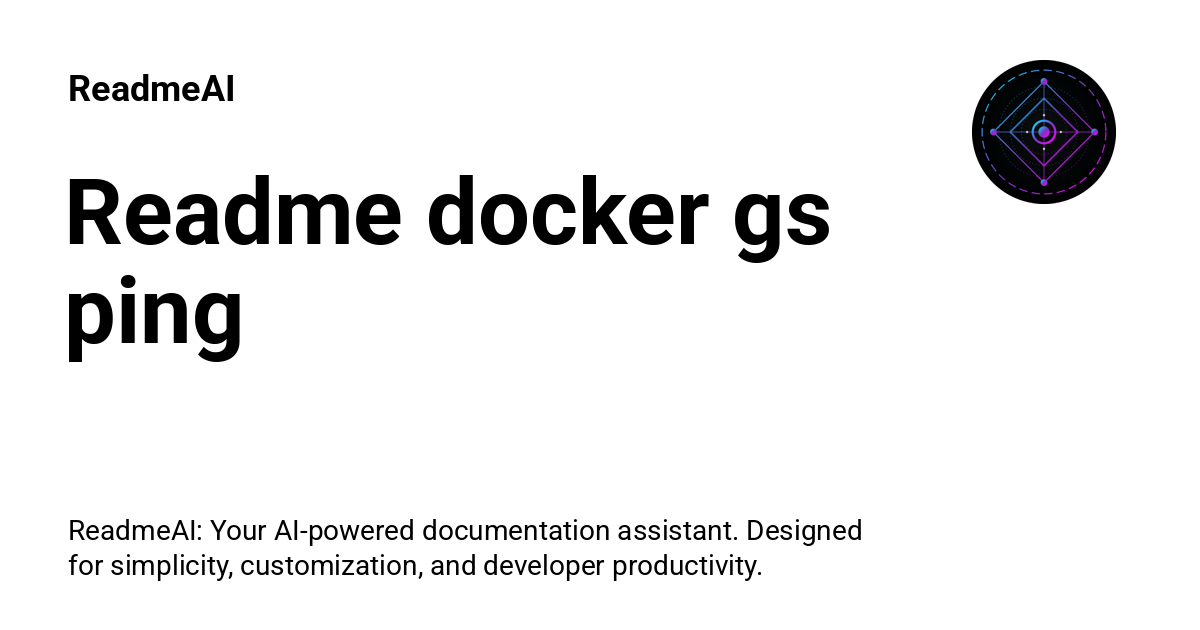 ReadmeAI
Readme docker gs
ping
ReadmeAI: Your AI-powered documentation assistant. Designed
for simplicity, customization, and developer productivity.